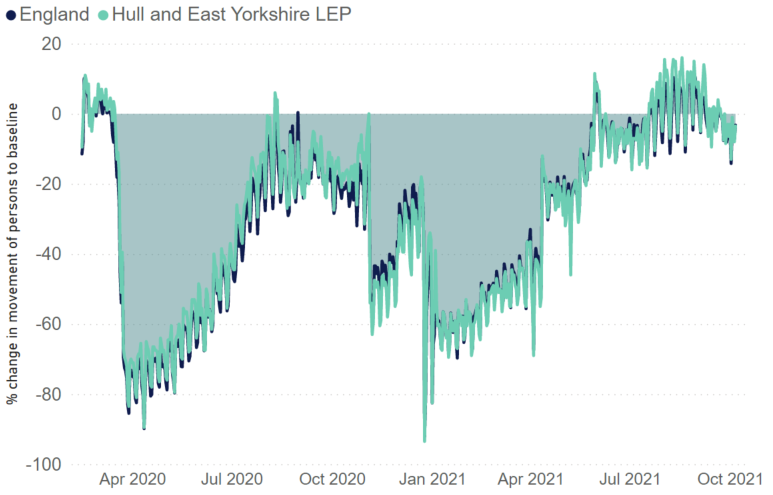 England Hull and East Yorkshire LEP
% change in movement of persons to baseline
20
0
-20
-40
-60
-80
-100
Apr 2020 Jul 2020 Oct 2020 Jan 2021 Apr 2021 Jul 2021 Oct 2021